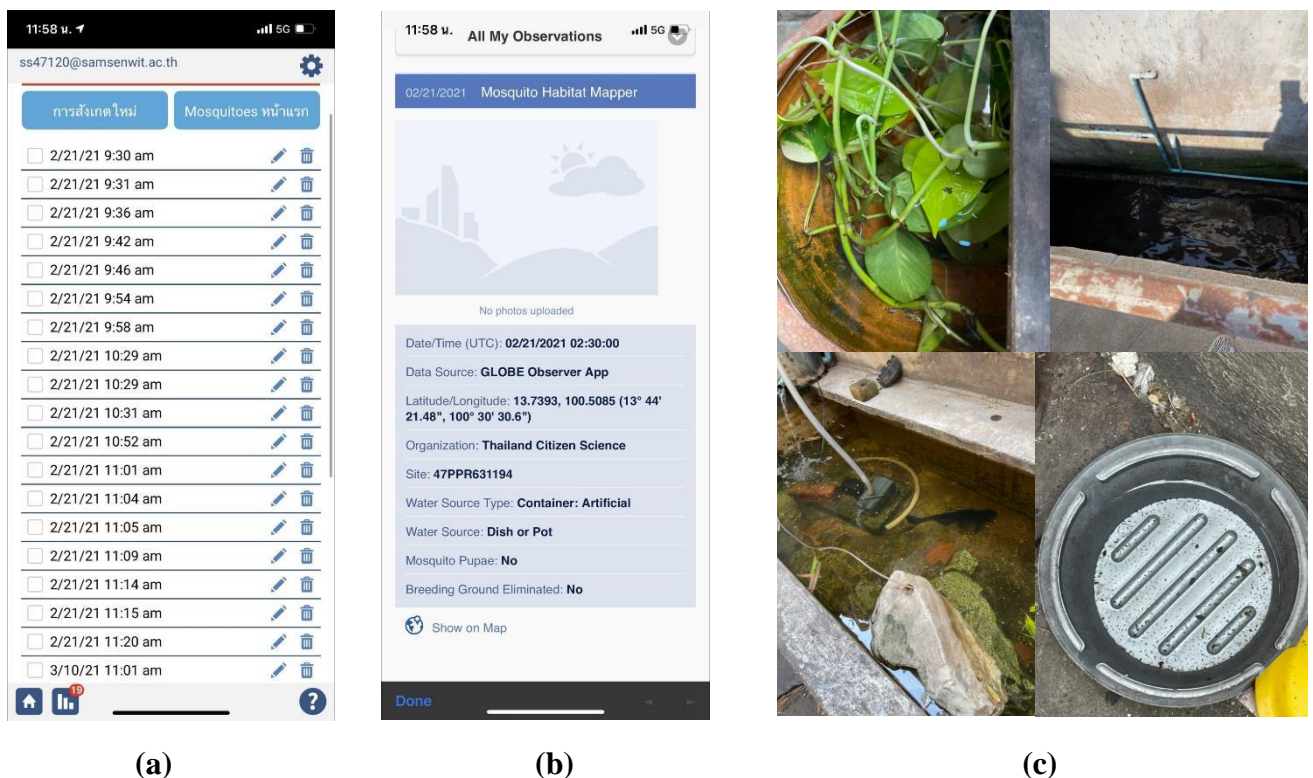 11:58 น.
5G
ss47120@samsenwit.ac.th
การสังเกตใหม่
Mosquitoes หน้าแรก
2/21/21 9:30 am
2/21/21 9:31 am
2/21/21 9:36 am
2/21/21 9:42 am
2/21/21 9:46 am
2/21/21 9:54 am
2/21/21 9:58 am
2/21/21 10:29 am
2/21/21 10:29 am
2/21/21 10:31 am
2/21/21 10:52 am
2/21/21 11:01 am
2/21/21 11:04 am
2/21/21 11:05 am
2/21/21 11:09 am
2/21/21 11:14 am
2/21/21 11:15 am
2/21/21 11:20 am
3/10/21 11:01 am
19
?
(a)
11:58 น.
5G
All My Observations
02/21/2021 Mosquito Habitat Mapper
No photos uploaded
Date/Time (UTC): 02/21/2021 02:30:00
Data Source: GLOBE Observer App
Latitude/Longitude: 13.7393, 100.5085 (13° 44'
21.48", 100° 30' 30.6")
Organization: Thailand Citizen Science
Site: 47PPR631194
Water Source Type: Container: Artificial
Water Source: Dish or Pot
Mosquito Pupae: No
Breeding Ground Eliminated: No
Show on Map
Done
(b)
(c)